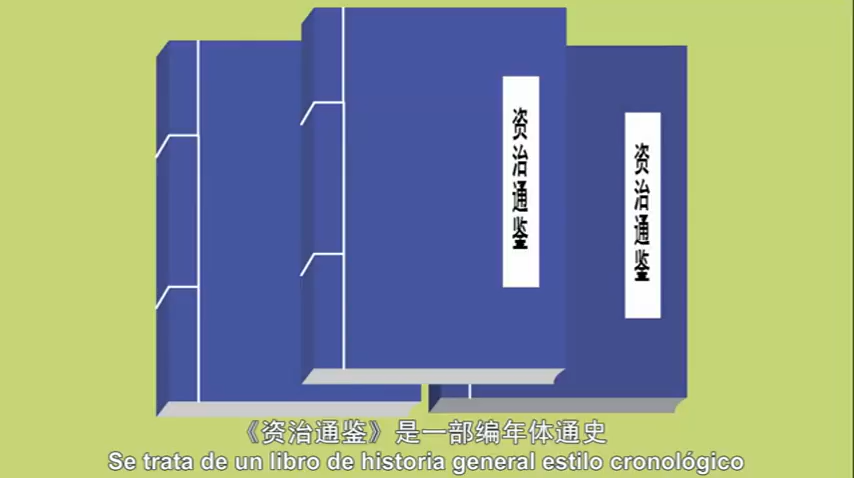 资治通鉴
资治通鉴
《资治通鉴》是一部编年体通史
Se trata de un libro de historia general estilo cronológico